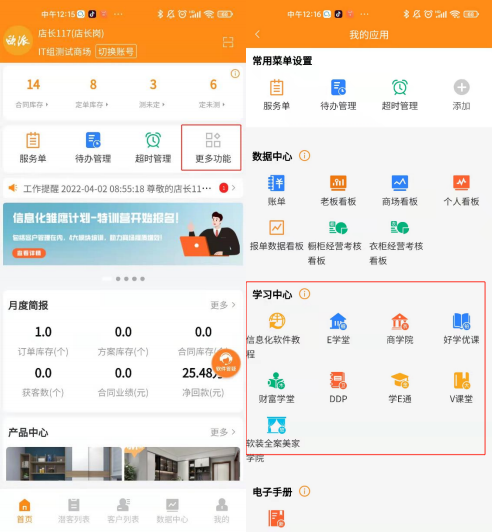 中午12:15
店长117(店长岗)
IT组测试商场 切换账号
14 8 3 6
合同库存 定单库存 测未定 定未测
服务单 待办管理 超时管理 更多功能
工作提醒 2022-04-02 08:55:18 尊敬的店长11··· 1
信息化雏鹰计划-特训篇开始报名!
查看详情
月度简报 更多
1.0 0.0 0.0
订单库存(个) 方案库存(个) 合同库存(个)
0.0 0.0 25.48万
获客数(个) 合同业绩(元) 净回款(元)
软件客服
产品中心 更多
首页 潜客列表 客户列表 数据中心 我的
中午12:16
我的应用
常用菜单设置
服务单 待办管理 超时管理 添加
数据中心
账单 老板看板 商场看板 个人看板
报单数据看板 橱柜经营考核看板 衣柜经营考核看板
学习中心
信息化软件教程 E学堂 商学院 好学优课
财富学堂 DDP 学E通 V课堂
软装全案美家学院
电子手册